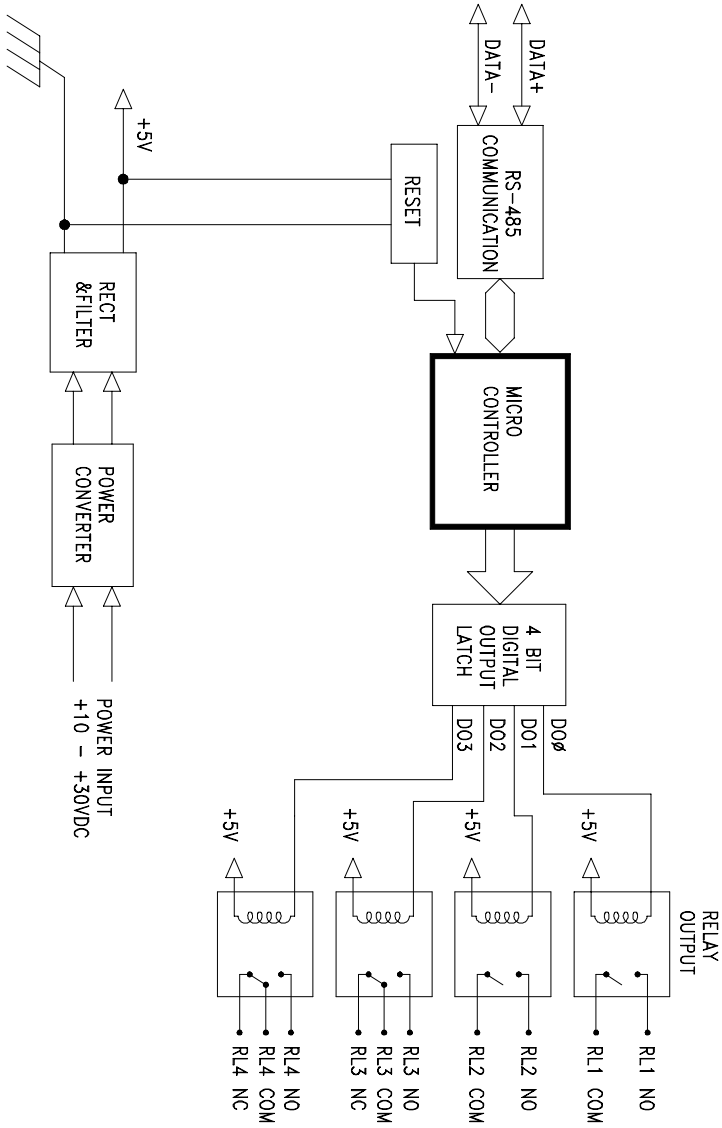 DATA+
DATA-
RS-485
COMMUNICATION
RESET
MICRO
CONTROLLER
4 BIT
DIGITAL
OUTPUT
LATCH
DOØ
DO1
DO2
DO3
RELAY
OUTPUT
+5V
RL1 NO
RL1 COM
+5V
RL2 NO
RL2 COM
+5V
RL3 NO
RL3 COM
RL3 NC
+5V
RL4 NO
RL4 COM
RL4 NC
+5V
RECT
&FILTER
POWER
CONVERTER
POWER INPUT
+10 - +30VDC